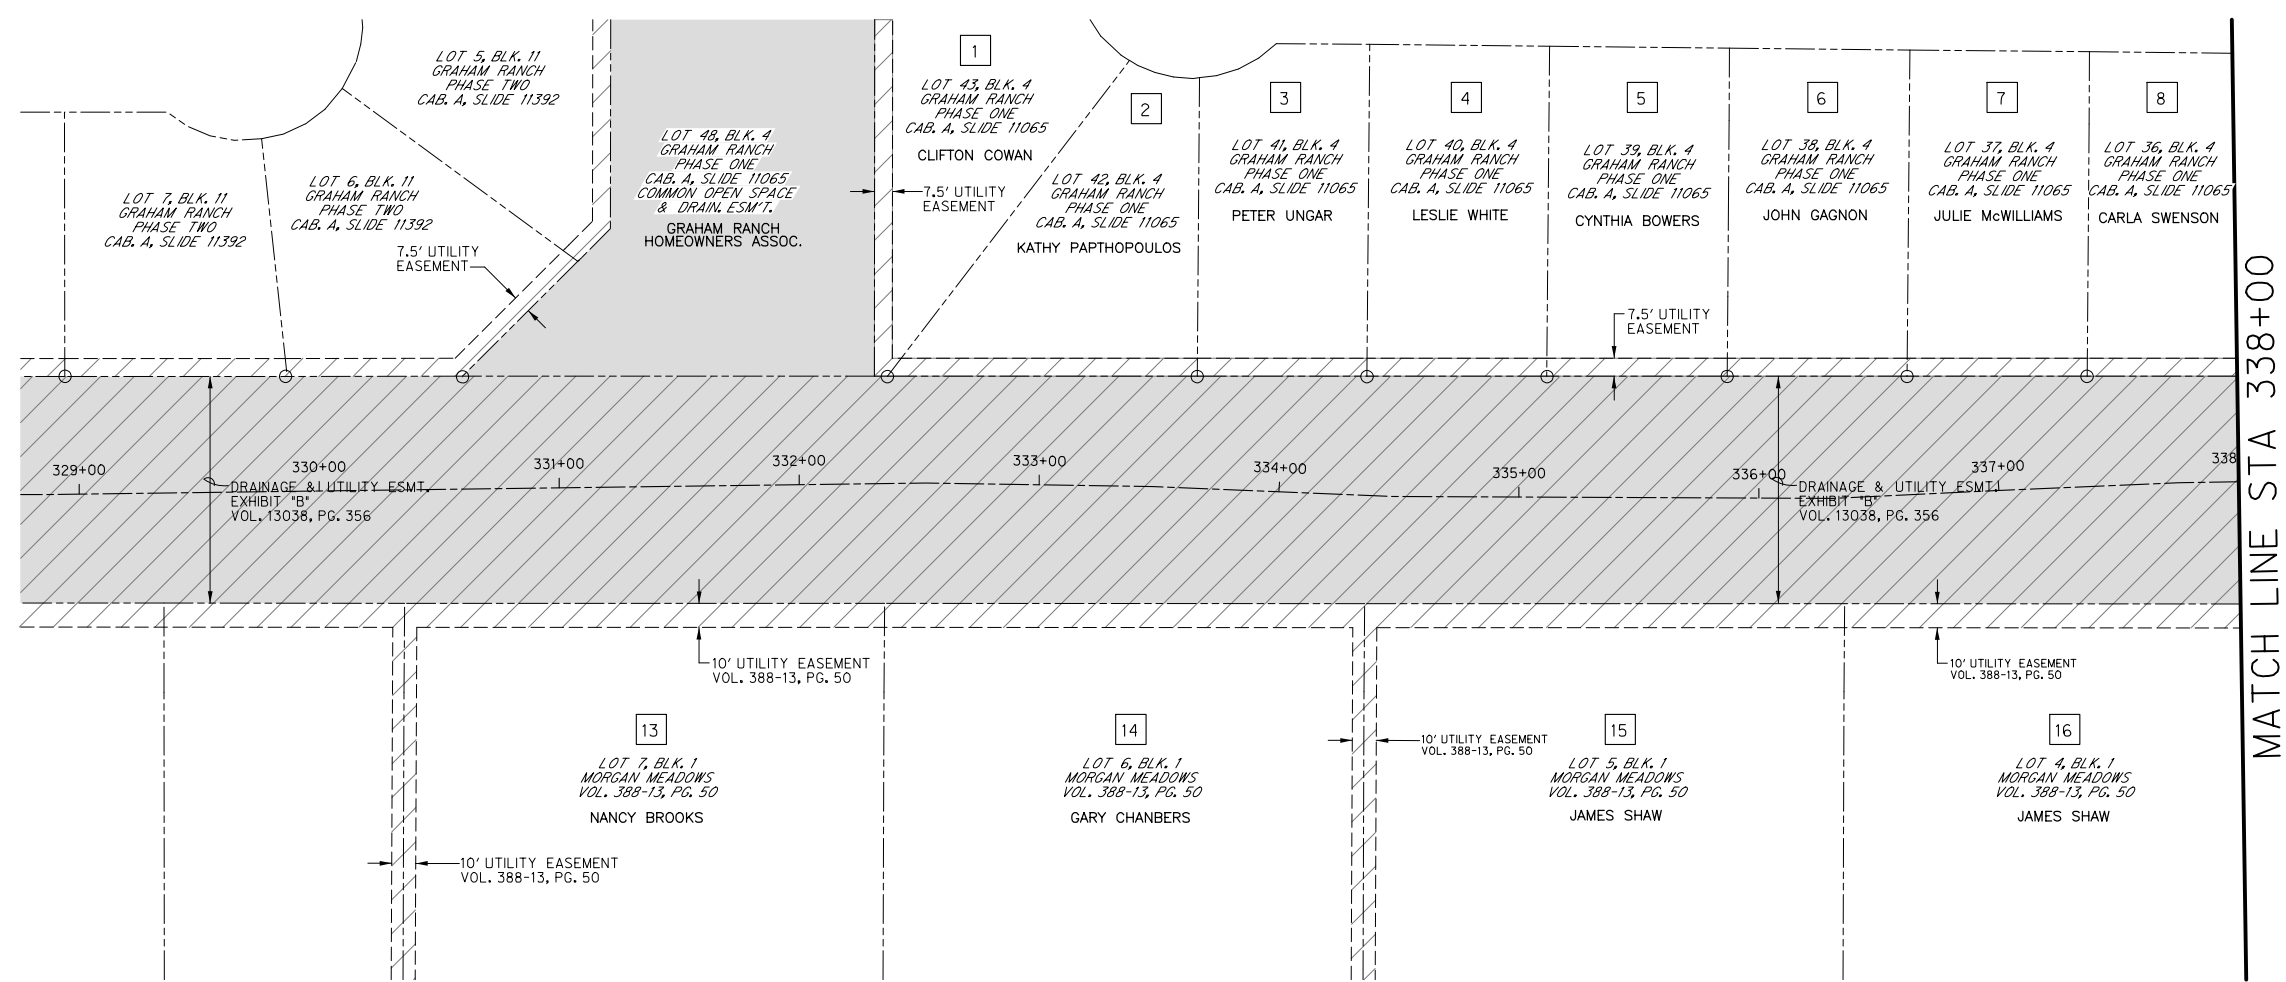 LOT 5, BLK. 11
GRAHAM RANCH
PHASE TWO
CAB. A, SLIDE 11392
LOT 7, BLK. 11
GRAHAM RANCH
PHASE TWO
CAB. A, SLIDE 11392
LOT 6, BLK. 11
GRAHAM RANCH
PHASE TWO
CAB. A, SLIDE 11392
7.5' UTILITY
EASEMENT
LOT 48, BLK. 4
GRAHAM RANCH
PHASE ONE
CAB. A, SLIDE 11065
COMMON OPEN SPACE
& DRAIN. ESM'T.
GRAHAM RANCH
HOMEOWNERS ASSOC.
1
LOT 43, BLK. 4
GRAHAM RANCH
PHASE ONE
CAB. A, SLIDE 11065
CLIFTON COWAN
7.5' UTILITY
EASEMENT
2
LOT 42, BLK. 4
GRAHAM RANCH
PHASE ONE
CAB. A, SLIDE 11065
KATHY PAPTHOPOULOS
3
LOT 41, BLK. 4
GRAHAM RANCH
PHASE ONE
CAB. A, SLIDE 11065
PETER UNGAR
4
LOT 40, BLK. 4
GRAHAM RANCH
PHASE ONE
CAB. A, SLIDE 11065
LESLIE WHITE
5
LOT 39, BLK. 4
GRAHAM RANCH
PHASE ONE
CAB. A, SLIDE 11065
CYNTHIA BOWERS
7.5' UTILITY
EASEMENT
6
LOT 38, BLK. 4
GRAHAM RANCH
PHASE ONE
CAB. A, SLIDE 11065
JOHN GAGNON
7
LOT 37, BLK. 4
GRAHAM RANCH
PHASE ONE
CAB. A, SLIDE 11065
JULIE McWILLIAMS
8
LOT 36, BLK. 4
GRAHAM RANCH
PHASE ONE
CAB. A, SLIDE 11065
CARLA SWENSON
329+00
330+00
331+00
332+00
333+00
334+00
335+00
336+00
337+00
338
DRAINAGE & UTILITY ESMT.
EXHIBIT "B"
VOL. 13038, PG. 356
DRAINAGE & UTILITY ESMT.
EXHIBIT "B"
VOL. 13038, PG. 356
10' UTILITY EASEMENT
VOL. 388-13, PG. 50
10' UTILITY EASEMENT
VOL. 388-13, PG. 50
13
LOT 7, BLK. 1
MORGAN MEADOWS
VOL. 388-13, PG. 50
NANCY BROOKS
10' UTILITY EASEMENT
VOL. 388-13, PG. 50
14
LOT 6, BLK. 1
MORGAN MEADOWS
VOL. 388-13, PG. 50
GARY CHANBERS
10' UTILITY EASEMENT
VOL. 388-13, PG. 50
15
LOT 5, BLK. 1
MORGAN MEADOWS
VOL. 388-13, PG. 50
JAMES SHAW
16
LOT 4, BLK. 1
MORGAN MEADOWS
VOL. 388-13, PG. 50
JAMES SHAW
MATCH LINE STA 338+00